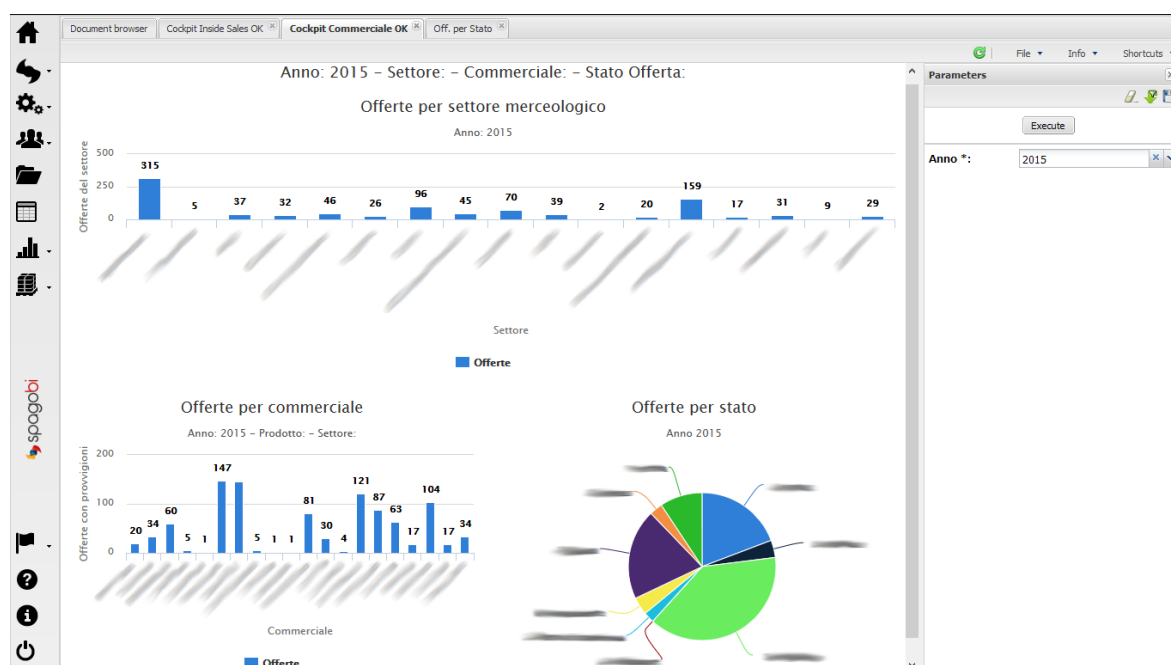 Document browser
Cockpit Inside Sales OK
Cockpit Commerciale OK
Off. per Stato
File
Info
Shortcuts
Anno: 2015 – Settore: – Commerciale: – Stato Offerta:
Parameters
Execute
Anno *:
2015
Offerte per settore merceologico
Anno: 2015
Offerte del settore
500
250
0
315 5 37 32 46 26 96 45 70 39 2 20 159 17 31 9 29
Settore
Offerte
spagobi
Offerte per commerciale
Anno: 2015 – Prodotto: – Settore:
Offerte con provvigioni
200
100
0
20 34 60 5 1 147 5 1 1 81 30 4 121 87 63 17 104 17 34
Commerciale
Offerte
Offerte per stato
Anno 2015